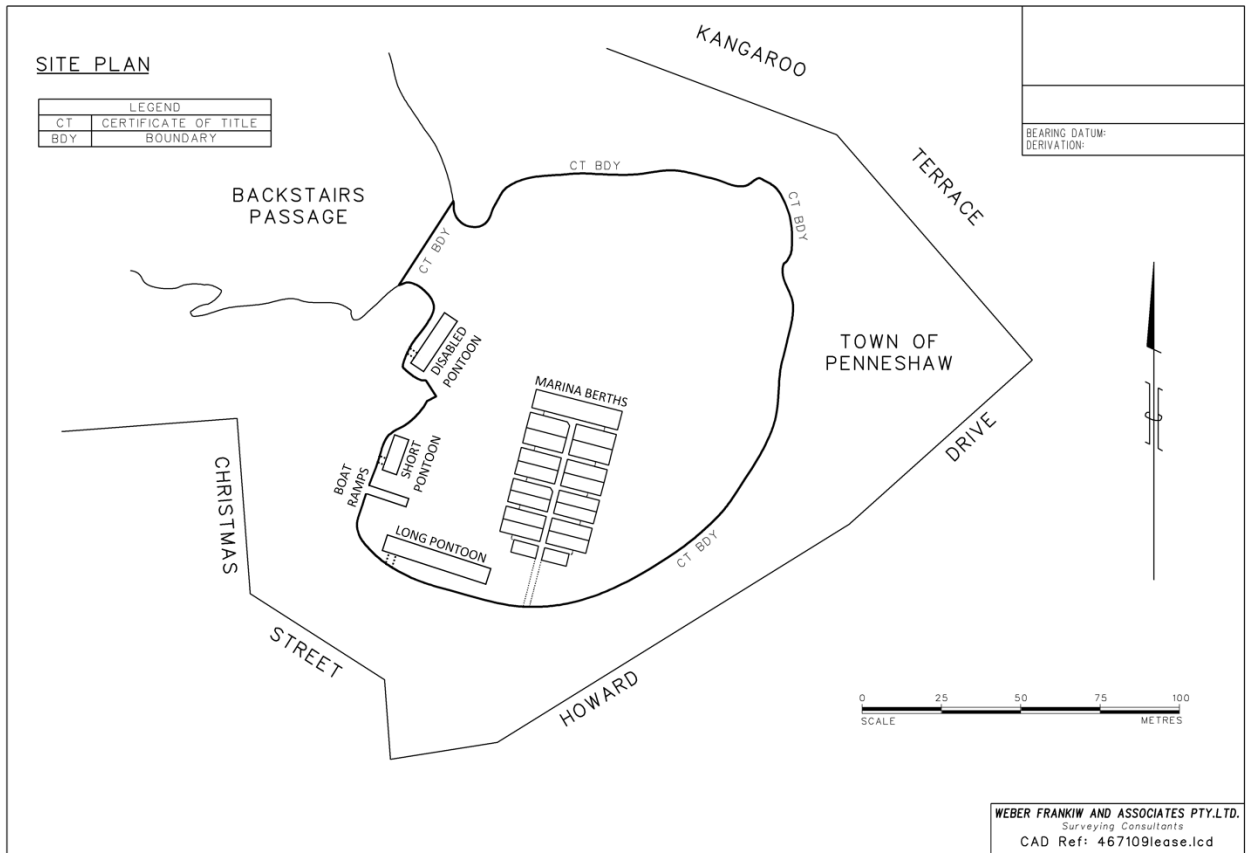 SITE PLAN
LEGEND
CT CERTIFICATE OF TITLE
BDY BOUNDARY
BACKSTAIRS
PASSAGE
KANGAROO
TERRACE
BEARING DATUM:
DERIVATION:
CT BDY
CT BDY
CT BDY
TOWN OF
PENNESHAW
DISABLED
PONTOON
MARINA BERTHS
SHORT
PONTOON
BOAT
RAMPS
LONG PONTOON
CT BDY
CHRISTMAS
STREET
HOWARD
DRIVE
0 25 50 75 100
SCALE METRES
WEBER FRANKIW AND ASSOCIATES PTY.LTD.
Surveying Consultants
CAD Ref: 467109lease.lcd